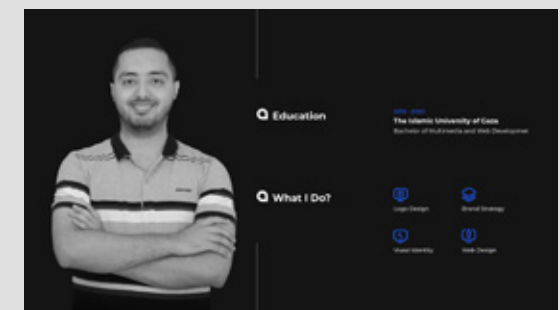 Education
The Islamic University of Gaza
Bachelor of Multimedia and Web Developmet
What I Do?
Logo Design
Brand Strategy
Visual Identity
Web Design